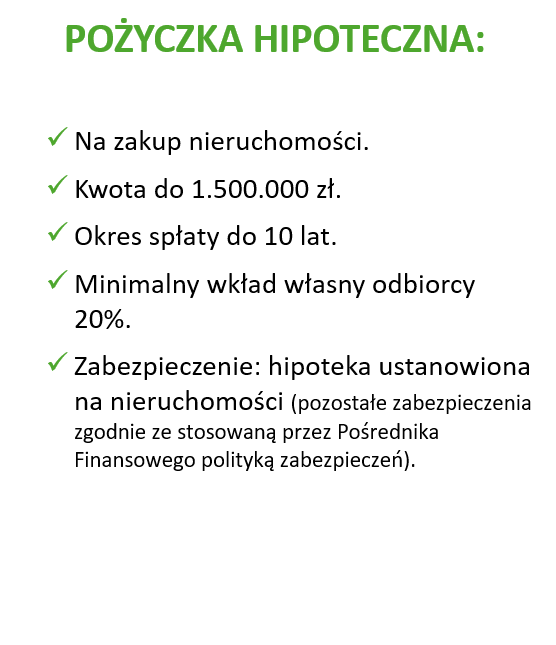 POŻYCZKA HIPOTECZNA:
Na zakup nieruchomości.
Kwota do 1.500.000 zł.
Okres spłaty do 10 lat.
Minimalny wkład własny odbiorcy
20%.
Zabezpieczenie: hipoteka ustanowiona
na nieruchomości (pozostałe zabezpieczenia
zgodnie ze stosowaną przez Pośrednika
Finansowego polityką zabezpieczeń).